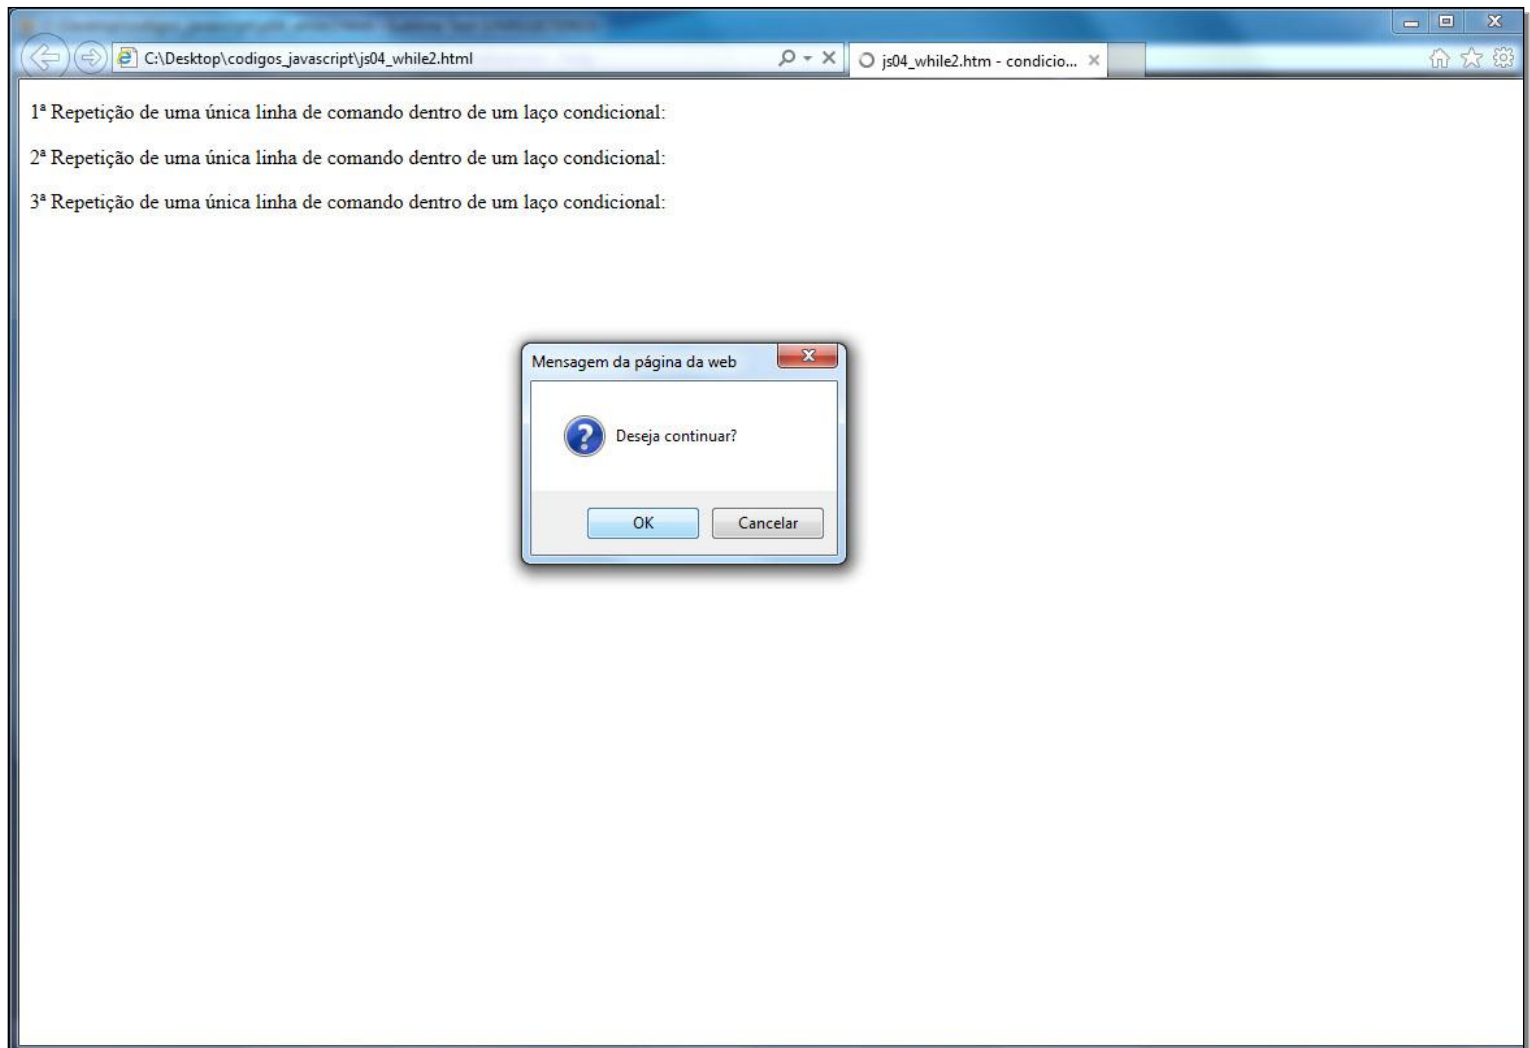 C:\Desktop\codigos_javascript\js04_while2.html
js04_while2.htm - condicio...
1ª Repetição de uma única linha de comando dentro de um laço condicional:
2ª Repetição de uma única linha de comando dentro de um laço condicional:
3ª Repetição de uma única linha de comando dentro de um laço condicional:
Mensagem da página da web
Deseja continuar?
OK Cancelar